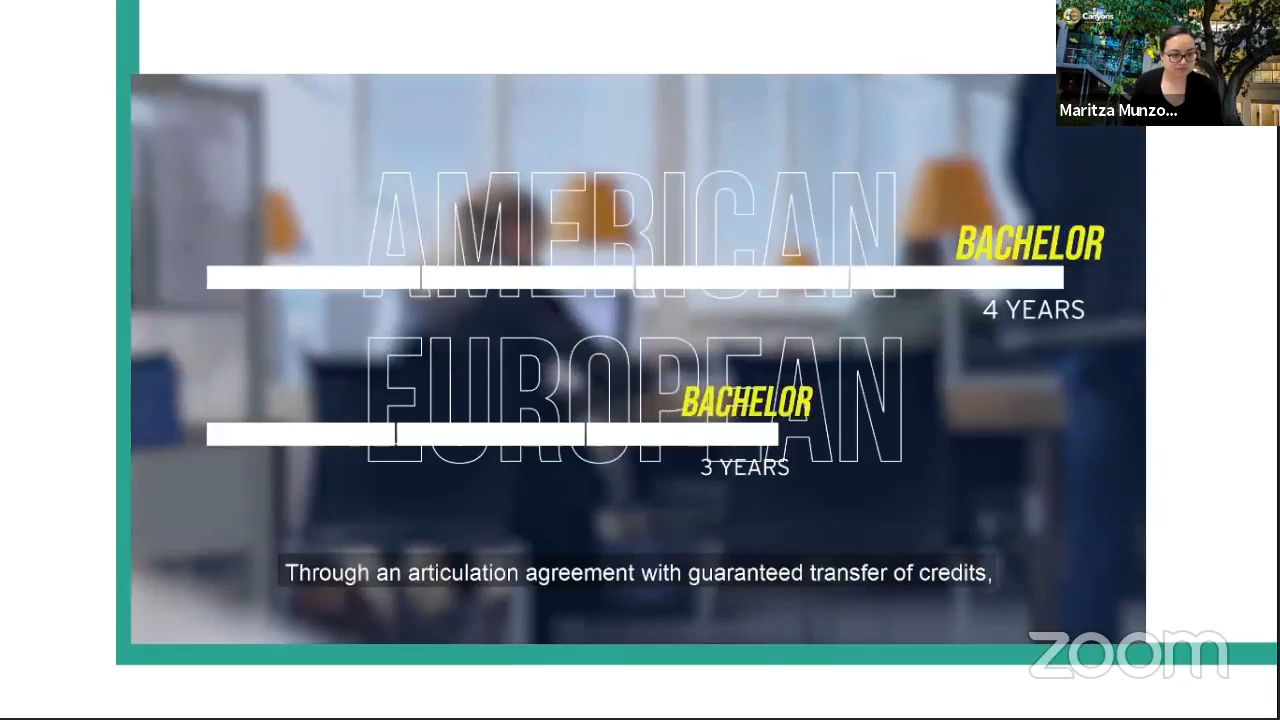 Canyons
Maritza Munzo...
AMERICAN
BACHELOR
4 YEARS
EUROPEAN
BACHELOR
3 YEARS
Through an articulation agreement with guaranteed transfer of credits,
zoom